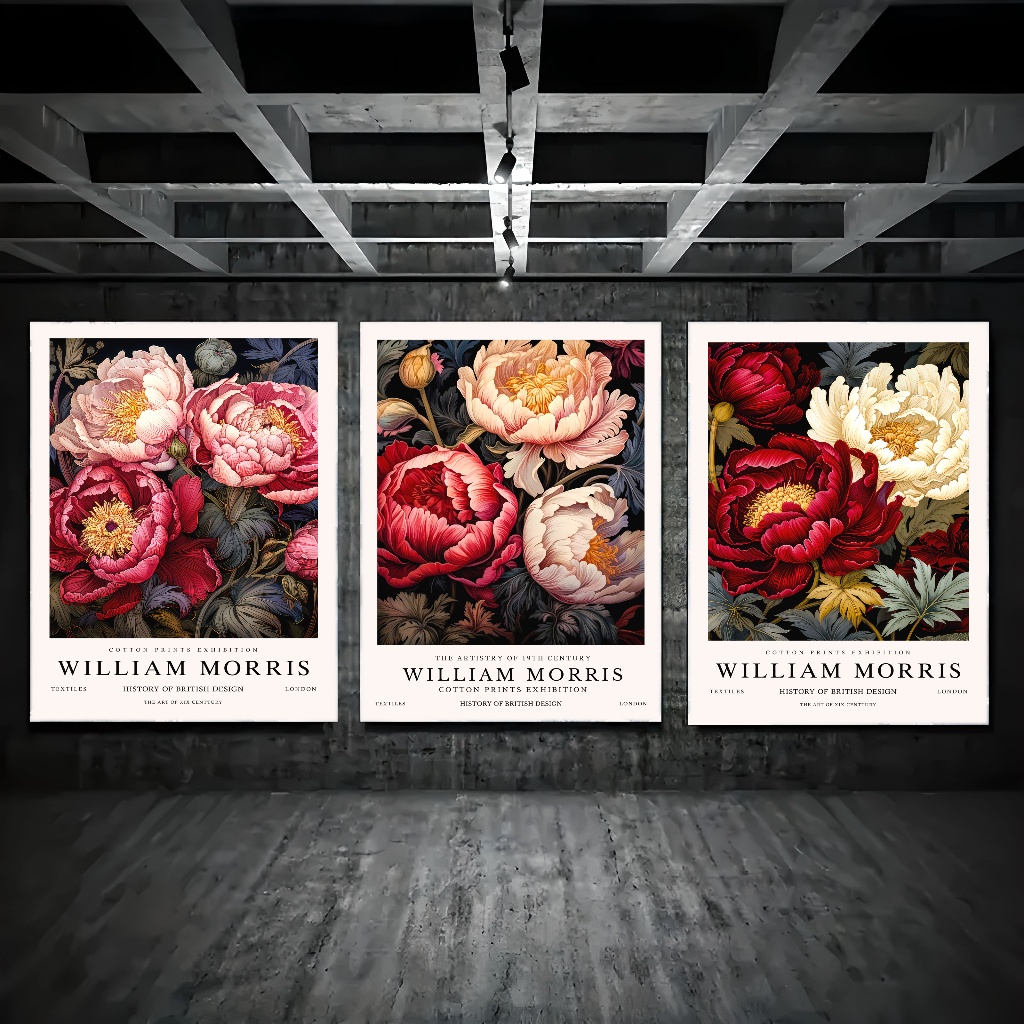 COTTON PRINTS EXHIBITION
WILLIAM MORRIS
TEXTILES HISTORY OF BRITISH DESIGN LONDON
THE ART OF XIX CENTURY
THE ARTISTRY OF 19TH CENTURY
WILLIAM MORRIS
COTTON PRINTS EXHIBITION
TEXTILES HISTORY OF BRITISH DESIGN LONDON
COTTON PRINTS EXHIBITION
WILLIAM MORRIS
TEXTILES HISTORY OF BRITISH DESIGN LONDON
THE ART OF XIX CENTURY